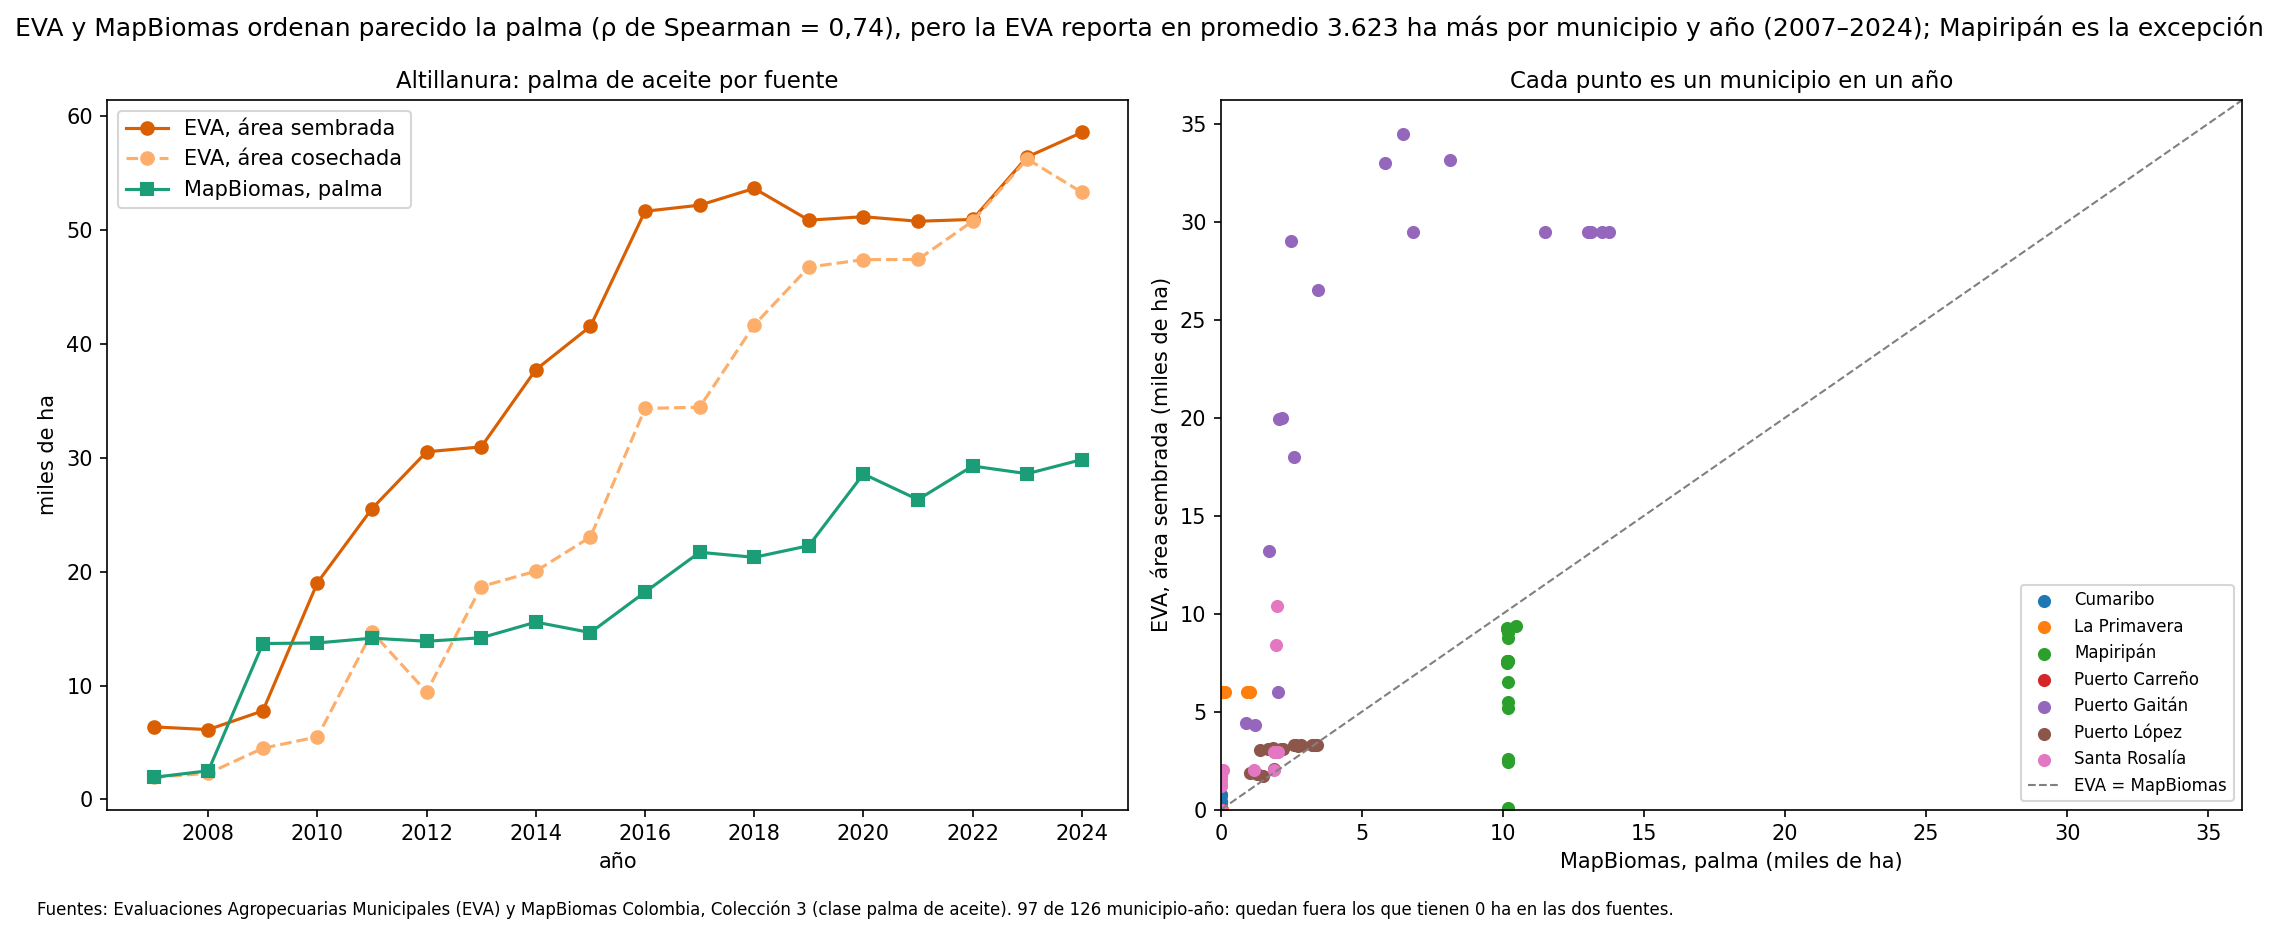 EVA y MapBiomas ordenan parecido la palma (ρ de Spearman = 0,74), pero la EVA reporta en promedio 3.623 ha más por municipio y año (2007–2024); Mapiripán es la excepción
Altillanura: palma de aceite por fuente
EVA, área sembrada
EVA, área cosechada
MapBiomas, palma
miles de ha
60
50
40
30
20
10
0
2008
2010
2012
2014
2016
2018
2020
2022
2024
año
Cada punto es un municipio en un año
EVA, área sembrada (miles de ha)
35
30
25
20
15
10
5
0
Cumaribo
La Primavera
Mapiripán
Puerto Carreño
Puerto Gaitán
Puerto López
Santa Rosalía
EVA = MapBiomas
0
5
10
15
20
25
30
35
MapBiomas, palma (miles de ha)
Fuentes: Evaluaciones Agropecuarias Municipales (EVA) y MapBiomas Colombia, Colección 3 (clase palma de aceite). 97 de 126 municipio-año: quedan fuera los que tienen 0 ha en las dos fuentes.